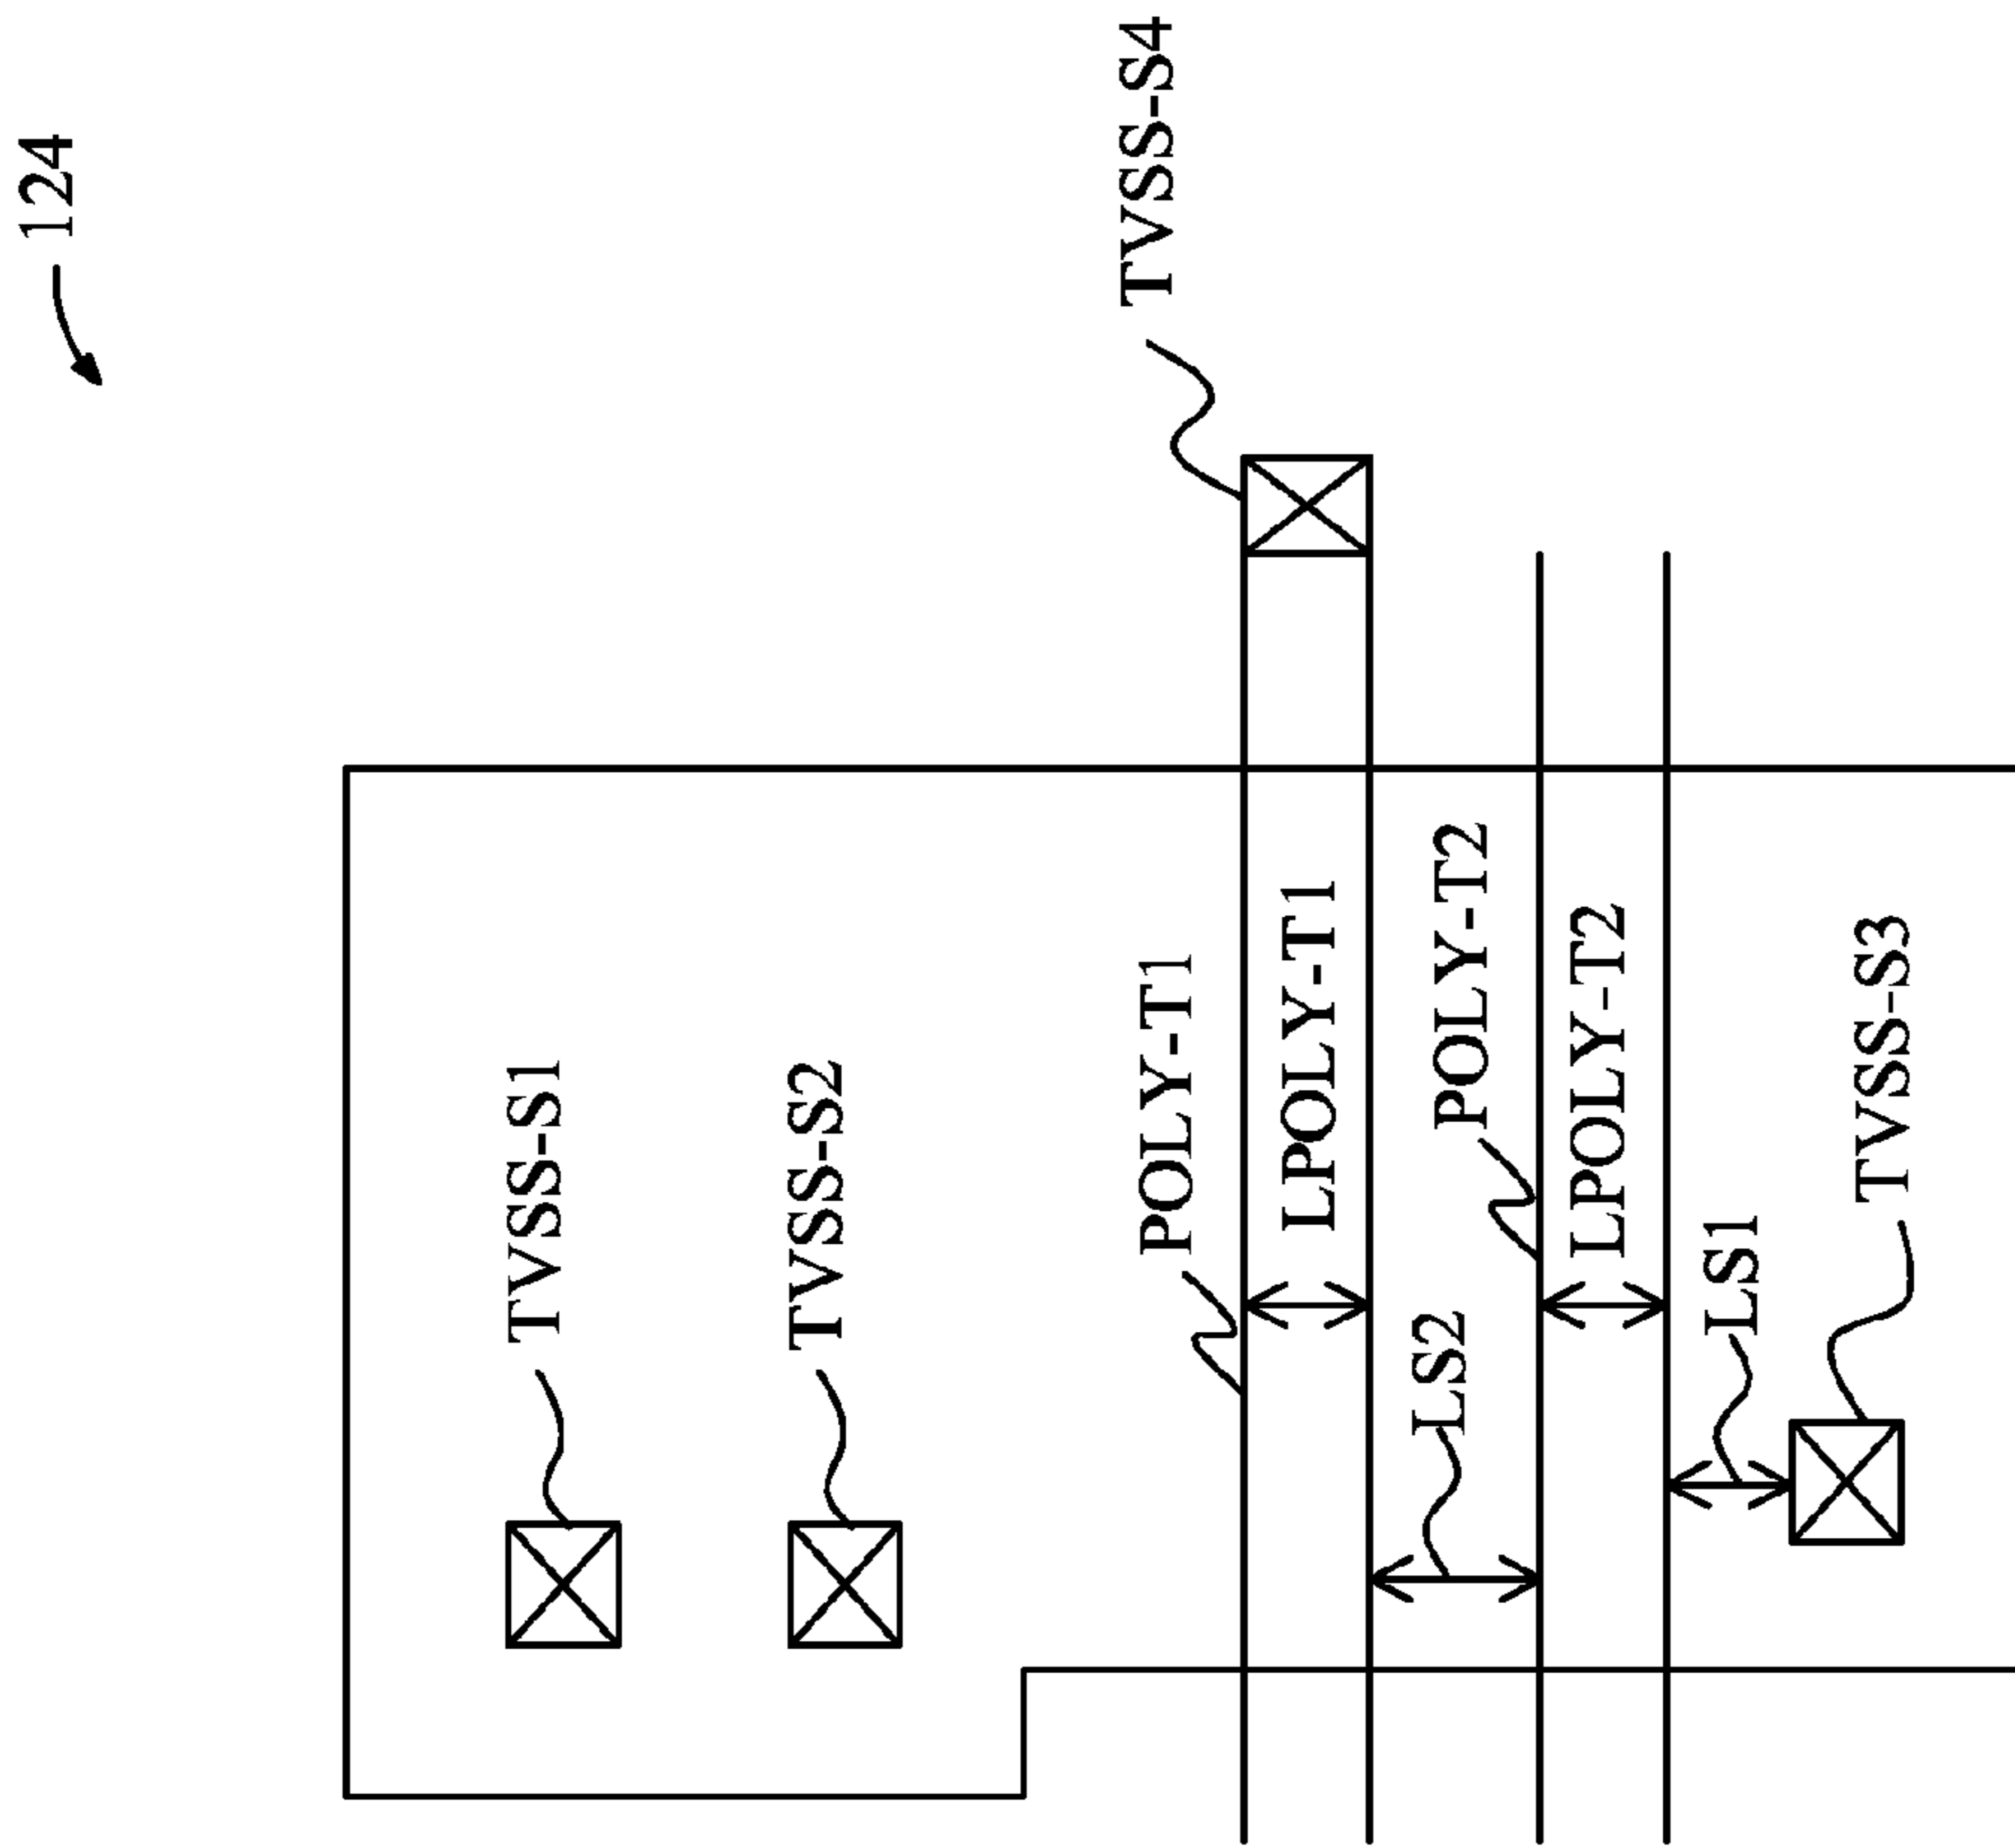 124
TVSS-S4
TVSS-S1
TVSS-S2
POLY-T1
LPOLY-T1
POLY-T2
LS2
LPOLY-T2
LS1
TVSS-S3